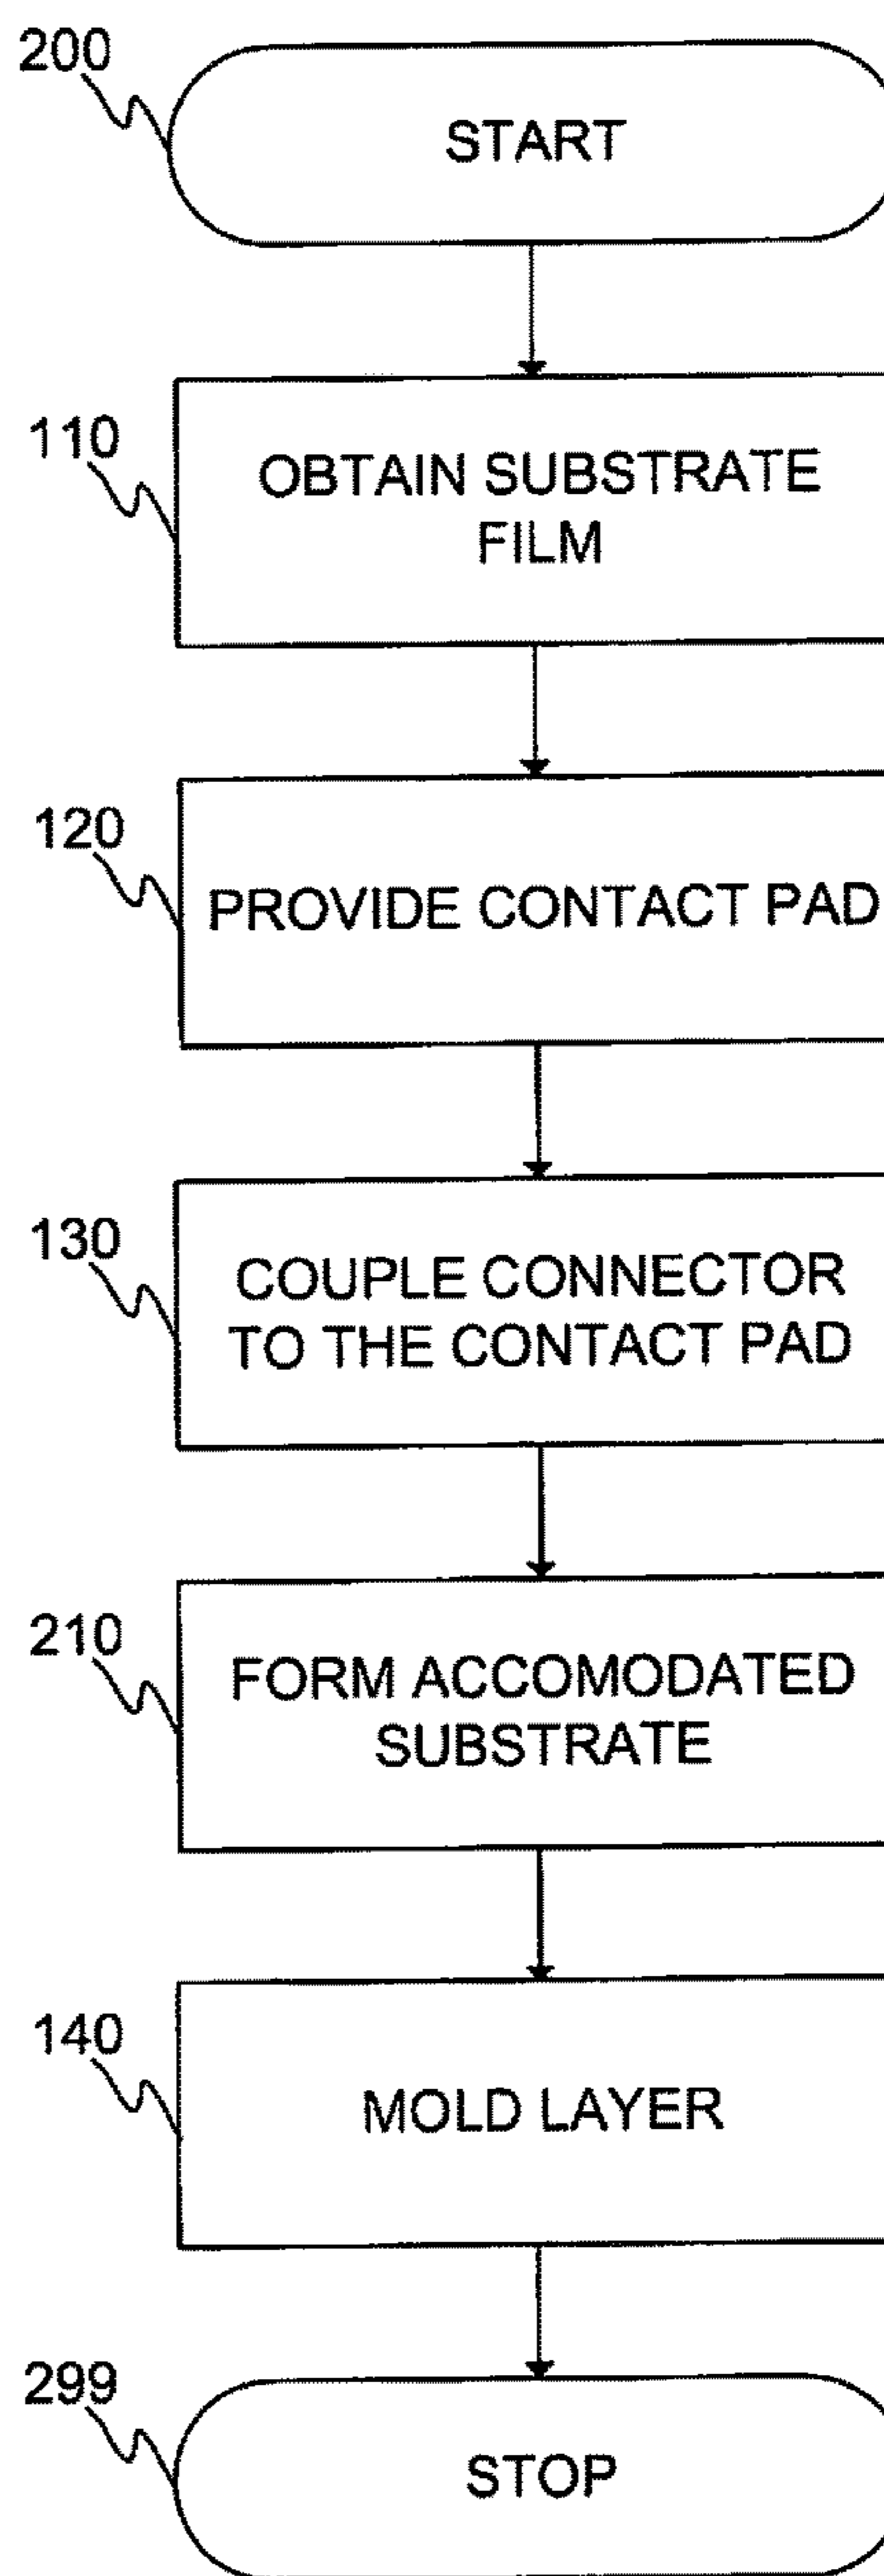 200
START
110
OBTAIN SUBSTRATE
FILM
120
PROVIDE CONTACT PAD
130
COUPLE CONNECTOR
TO THE CONTACT PAD
210
FORM ACCOMODATED
SUBSTRATE
140
MOLD LAYER
299
STOP